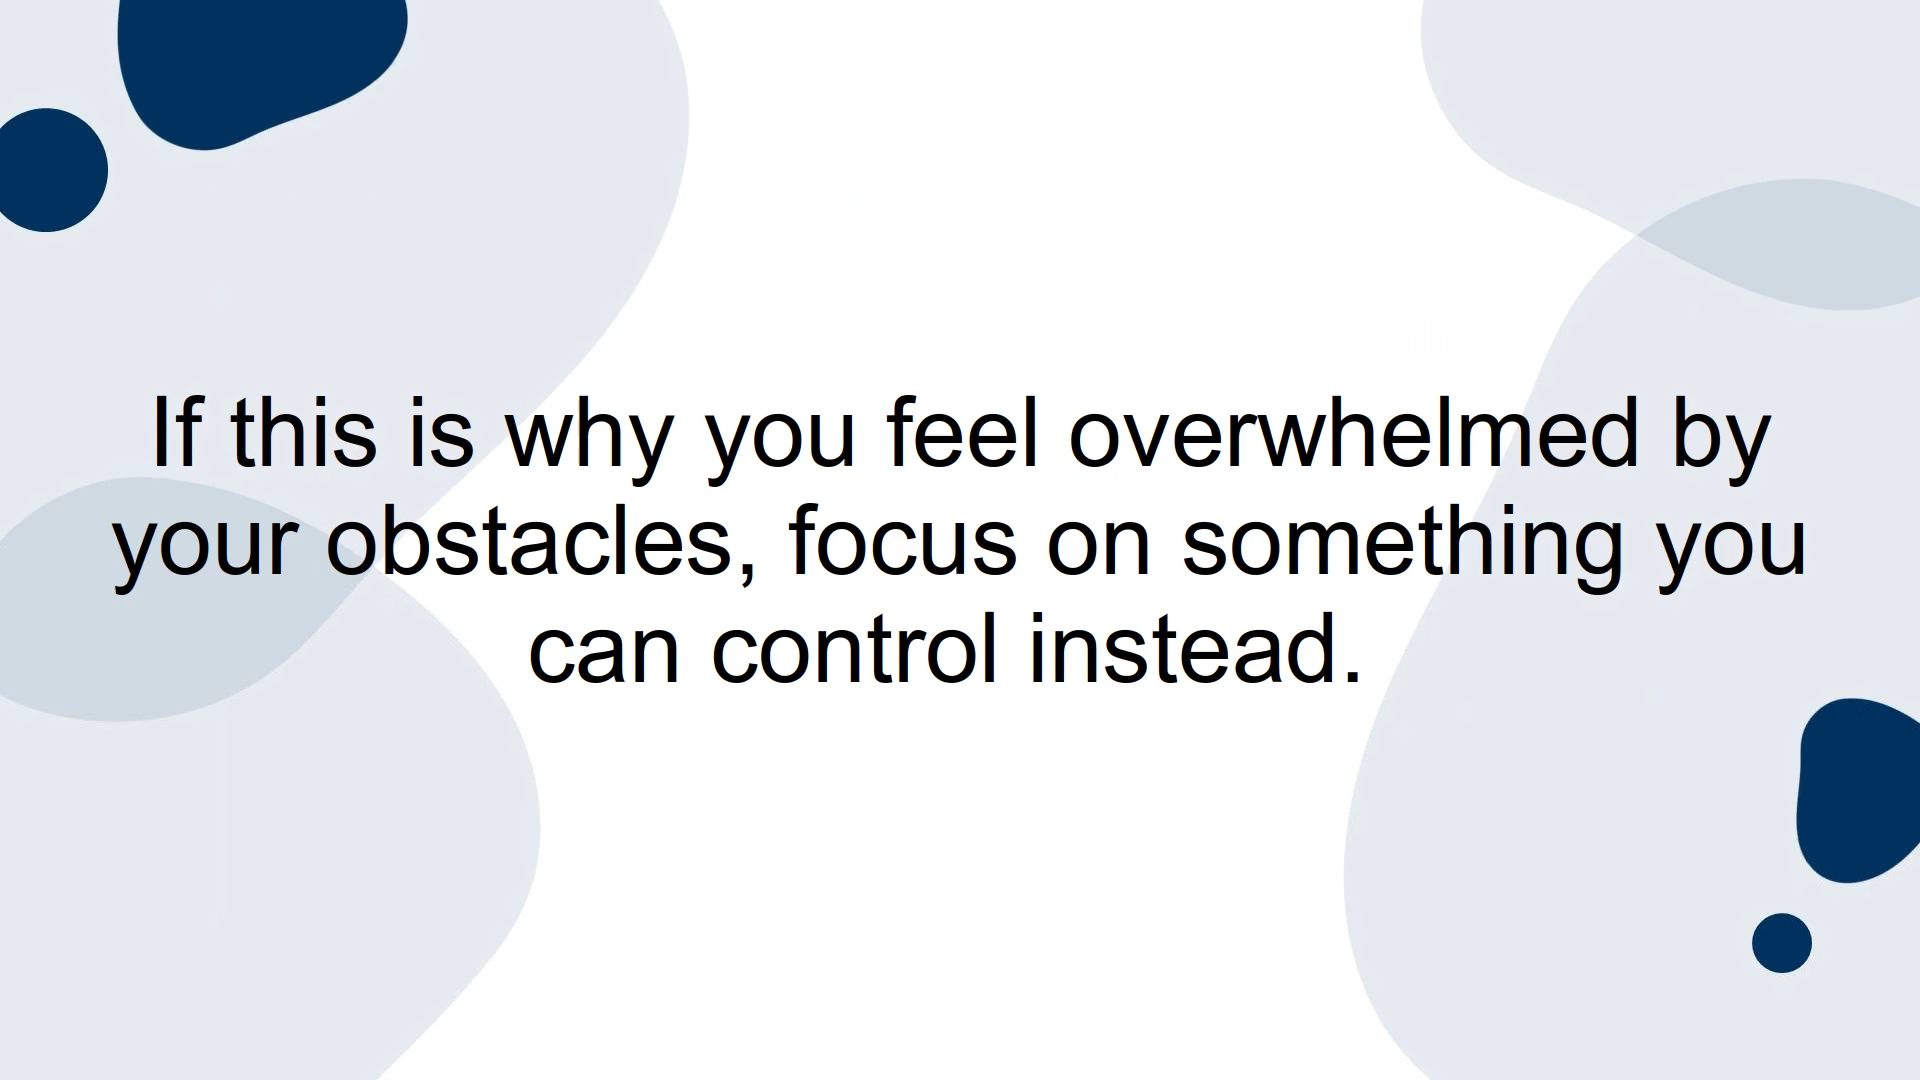 If this is why you feel overwhelmed by
your obstacles, focus on something you
can control instead.